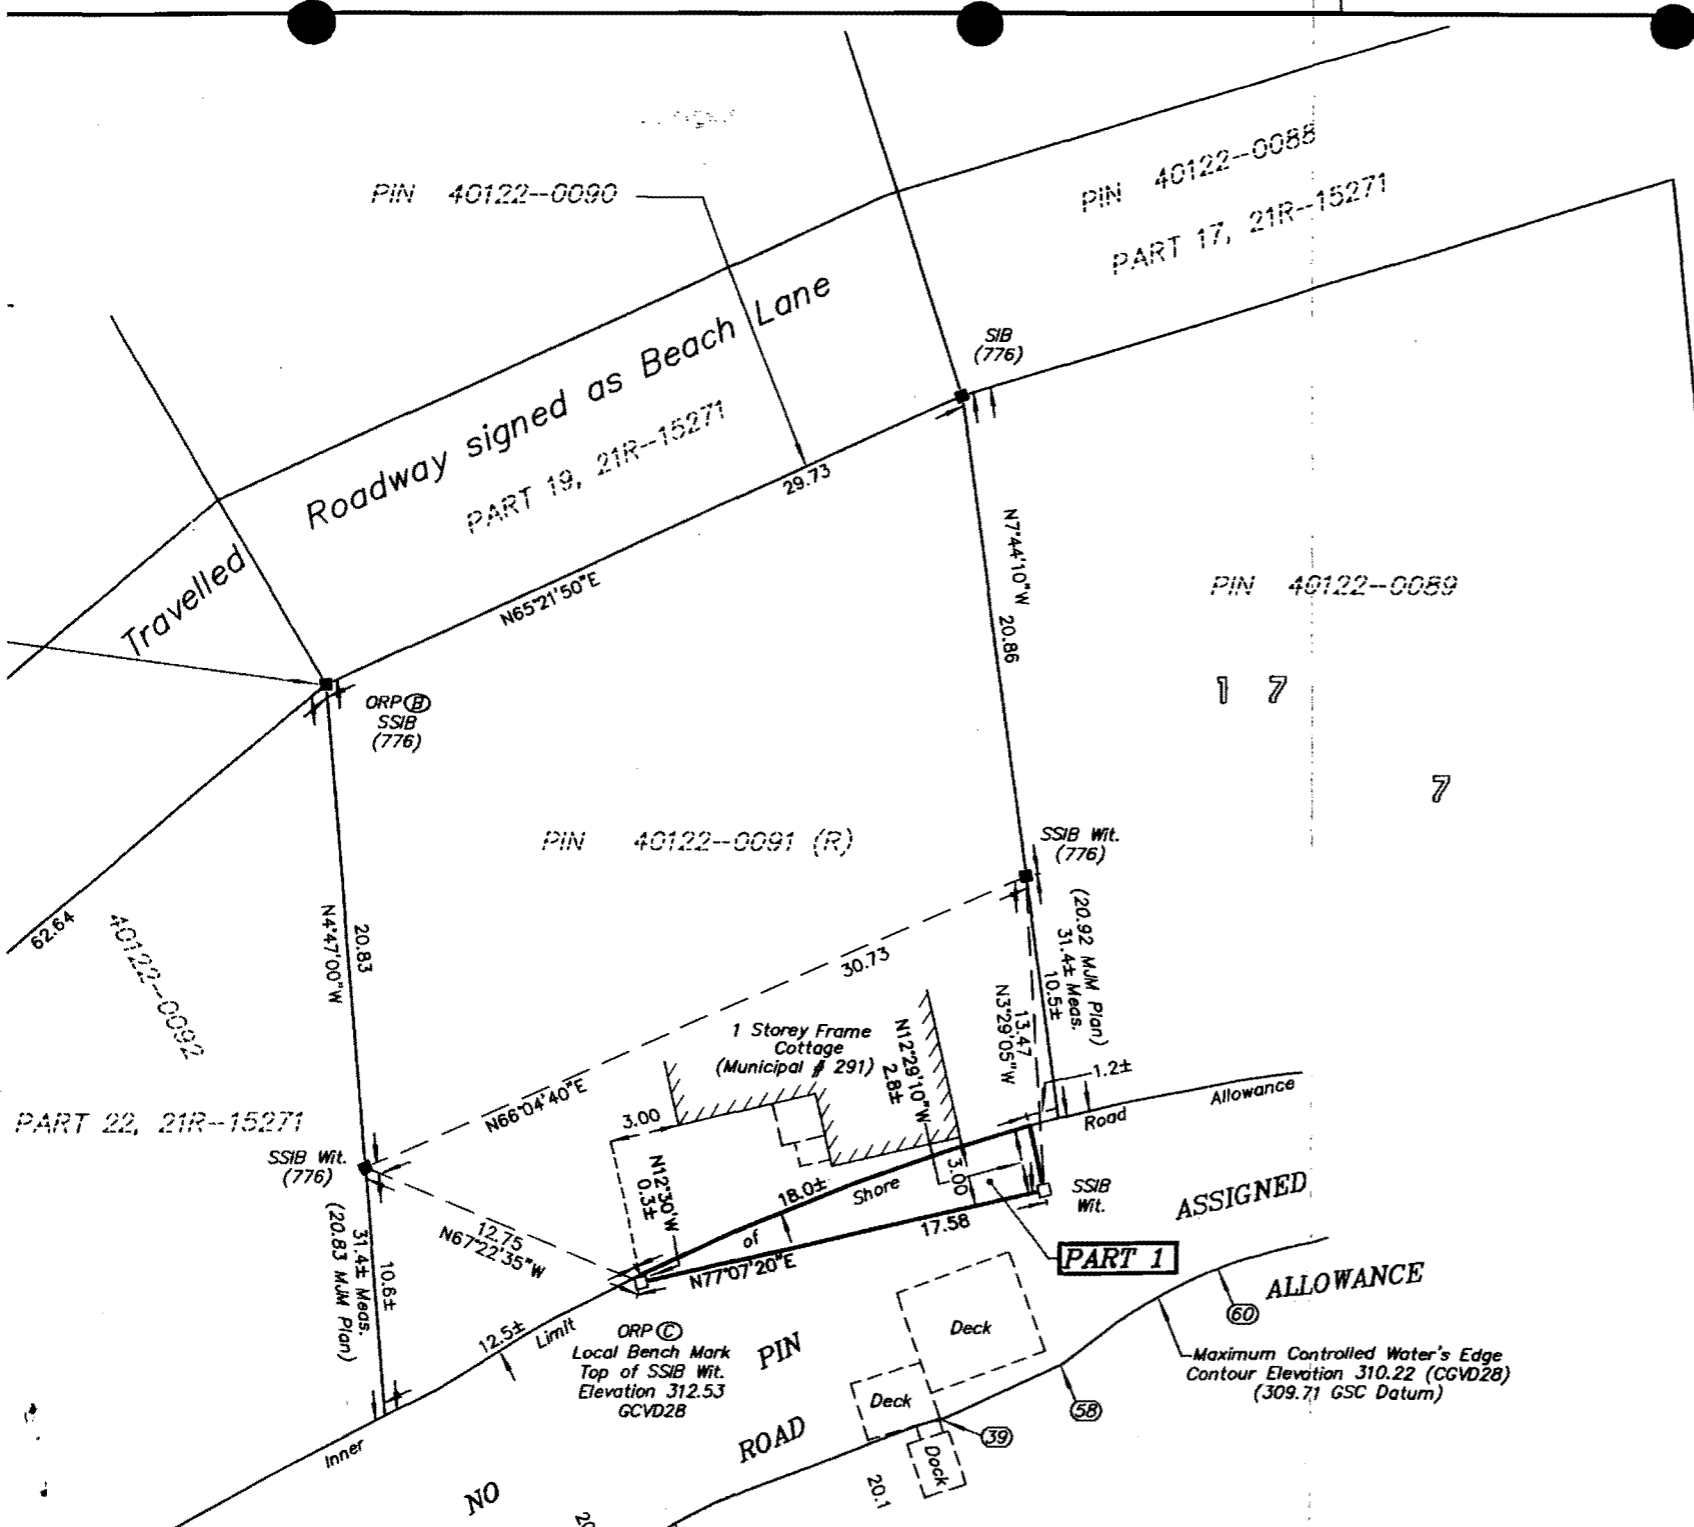 PIN 40122--0090
PIN 40122--0088
PART 17, 21R--15271
Roadway signed as Beach Lane
PART 19, 21R--15271
Travelled
SIB
(776)
29.73
N65°21'50"E
N7°44'10"W
20.86
PIN 40122--0089
1 7
7
ORP B
SSIB
(776)
PIN 40122--0091 (R)
SSIB Wit.
(776)
62.64
40122--0092
N4°47'00"W
20.83
30.73
N66°04'40"E
(20.92 MJM Plan)
31.4± Meas.
10.5±
13.47
N3°29'05"W
1 Storey Frame
Cottage
(Municipal # 291)
N12°29'10"W
2.8±
1.2±
3.00
PART 22, 21R--15271
SSIB Wit.
(776)
12.75
N67°22'35"W
N12°30'W
0.3±
18.0±
3.00
Inner
Limit
of
Shore
Road
Allowance
SSIB
Wit.
17.58
N77°07'20"E
PART 1
10.6±
31.4± Meas.
(20.83 MJM Plan)
12.5±
ORP C
Local Bench Mark
Top of SSIB Wit.
Elevation 312.53
GCVD28
NO
PIN
ASSIGNED
ROAD
ALLOWANCE
Deck
Deck
Dock
60
58
39
Maximum Controlled Water's Edge
Contour Elevation 310.22 (CGVD28)
(309.71 GSC Datum)
20.1